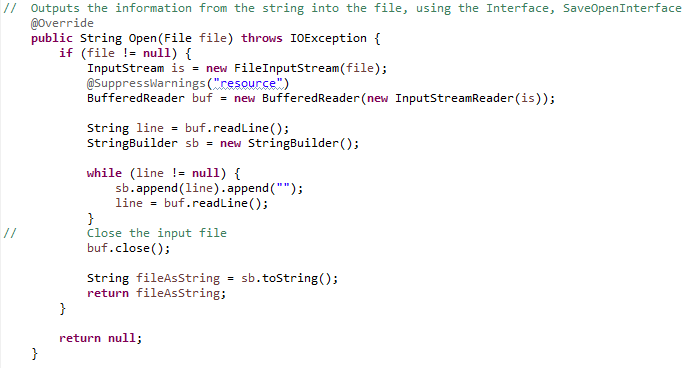 //  Outputs the information from the string into the file, using the Interface, SaveOpenInterface
    @Override
    public String Open(File file) throws IOException {
        if (file != null) {
            InputStream is = new FileInputStream(file);
            @SuppressWarnings("resource")
            BufferedReader buf = new BufferedReader(new InputStreamReader(is));

            String line = buf.readLine();
            StringBuilder sb = new StringBuilder();

            while (line != null) {
                sb.append(line).append("");
                line = buf.readLine();
            }
//          Close the input file
            buf.close();

            String fileAsString = sb.toString();
            return fileAsString;
        }

        return null;
    }